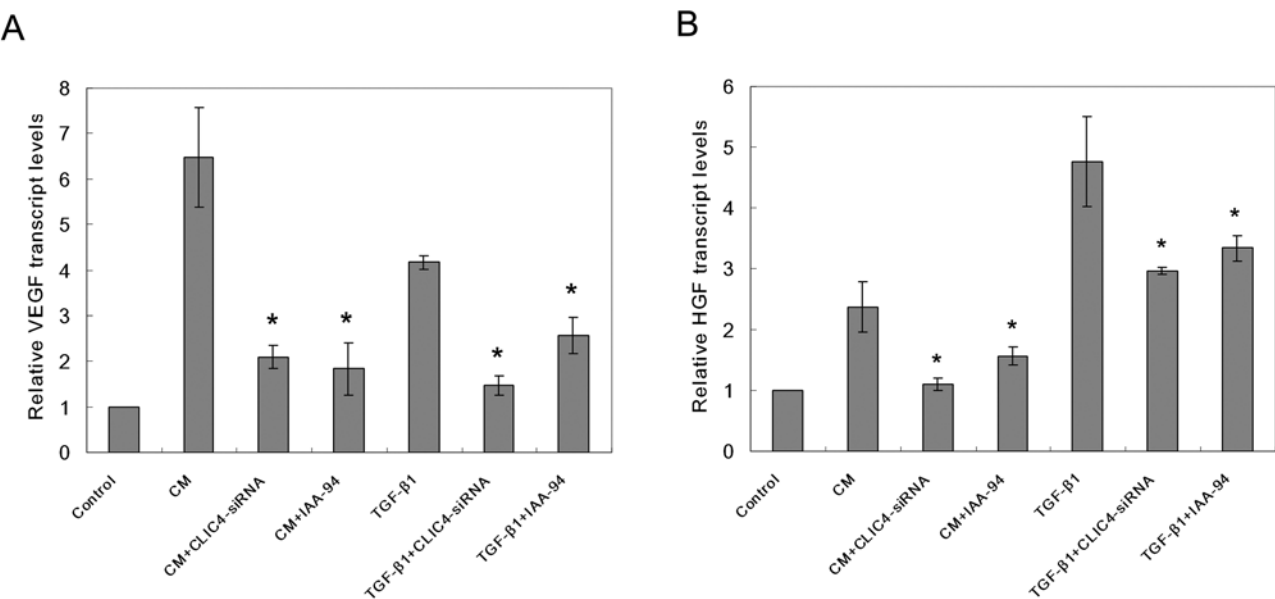 A
Relative VEGF transcript levels
8
7
6
5
4
3
2
1
0
*
*
*
*
Control
CM
CM+CLIC4-siRNA
CM+IAA-94
TGF-β1
TGF-β1+CLIC4-siRNA
TGF-β1+IAA-94
B
Relative HGF transcript levels
6
5
4
3
2
1
0
*
*
*
*
Control
CM
CM+CLIC4-siRNA
CM+IAA-94
TGF-β1
TGF-β1+CLIC4-siRNA
TGF-β1+IAA-94